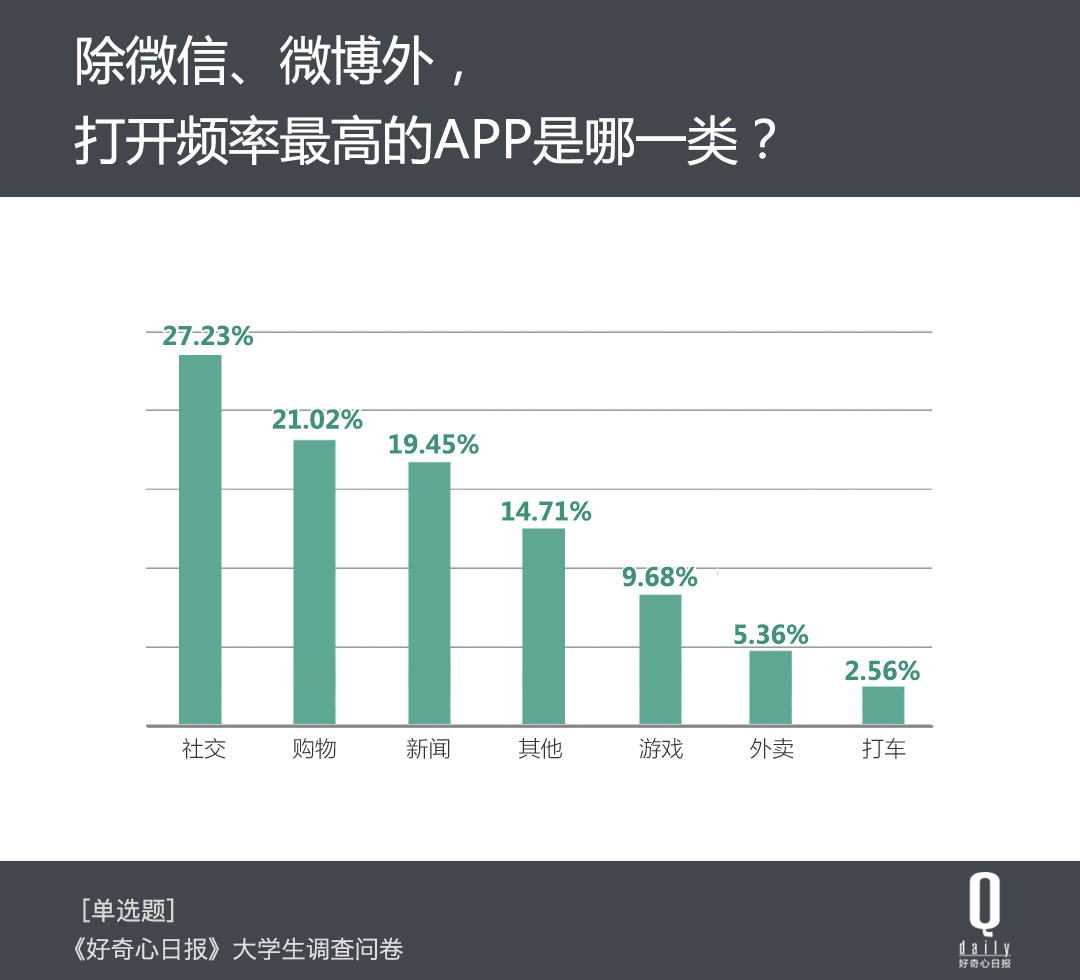 除微信、微博外，
打开频率最高的APP是哪一类？
27.23%
21.02%
19.45%
14.71%
9.68%
5.36%
2.56%
社交 购物 新闻 其他 游戏 外卖 打车
［单选题］
《好奇心日报》大学生调查问卷
Q
daily
好奇心日报